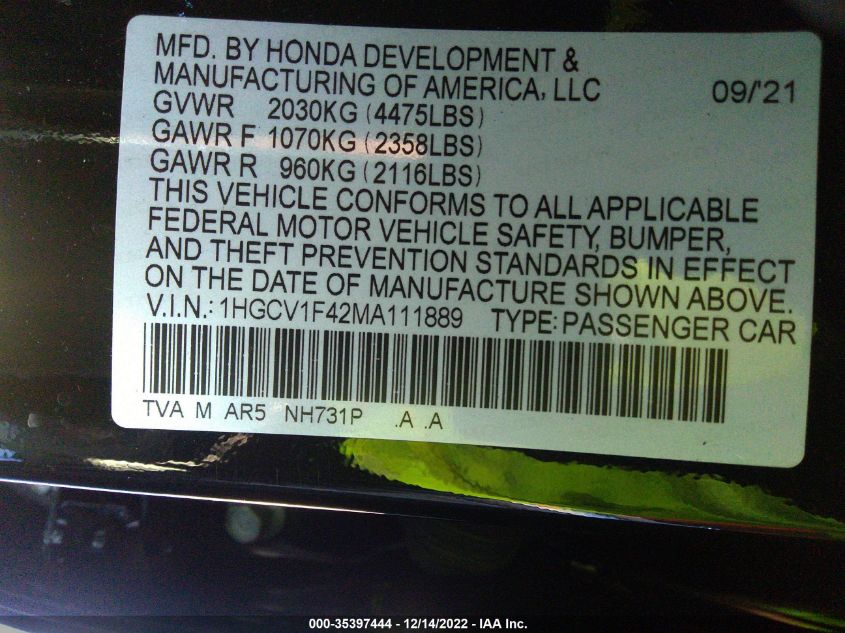 MFD. BY HONDA DEVELOPMENT &
MANUFACTURING OF AMERICA, LLC 09/'21
GVWR 2030KG (4475LBS)
GAWR F 1070KG (2358LBS)
GAWR R 960KG (2116LBS)
THIS VEHICLE CONFORMS TO ALL APPLICABLE
FEDERAL MOTOR VEHICLE SAFETY, BUMPER,
AND THEFT PREVENTION STANDARDS IN EFFECT
ON THE DATE OF MANUFACTURE SHOWN ABOVE.
V.I.N.: 1HGCV1F42MA111889 TYPE: PASSENGER CAR
TVA M AR5 NH731P .A .A
000-35397444 - 12/14/2022 - IAA Inc.